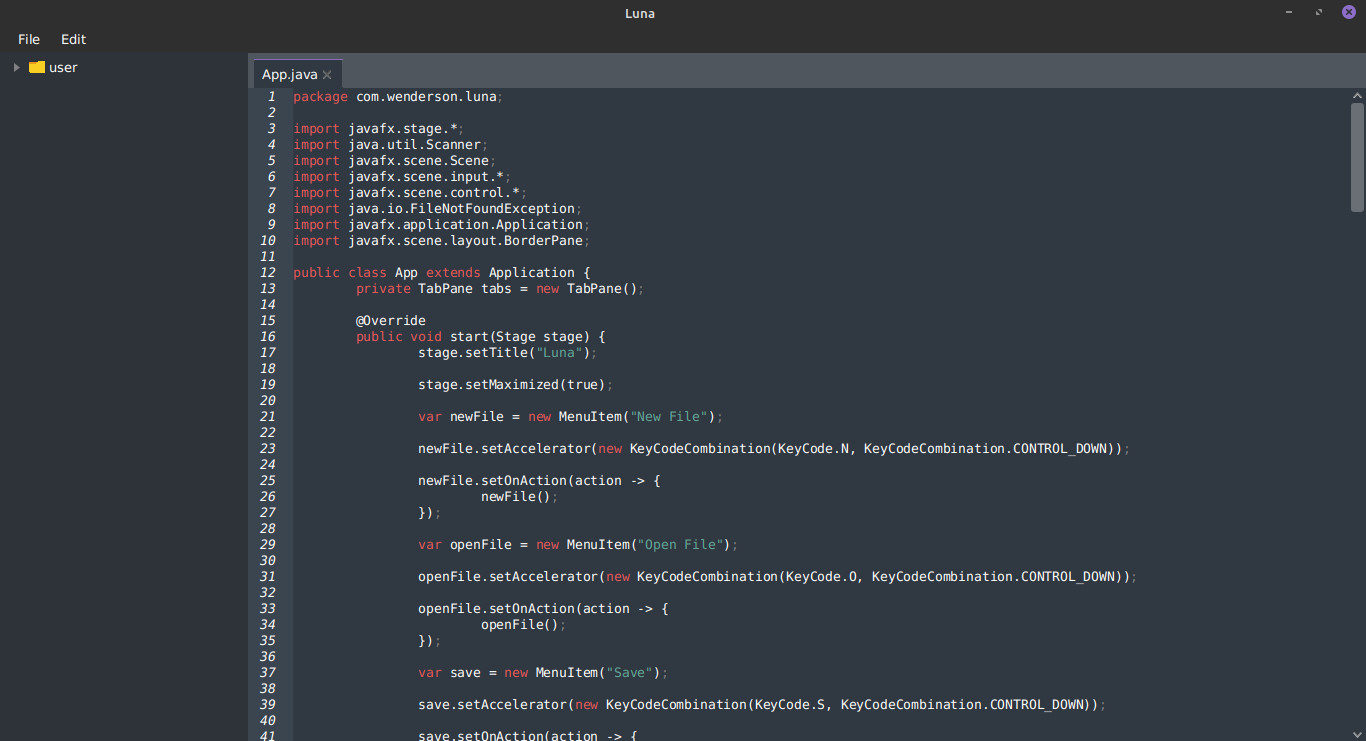 Luna
File Edit
user
App.java
1 package com.wenderson.luna;
2
3 import javafx.stage.*;
4 import java.util.Scanner;
5 import javafx.scene.Scene;
6 import javafx.scene.input.*;
7 import javafx.scene.control.*;
8 import java.io.FileNotFoundException;
9 import javafx.application.Application;
10 import javafx.scene.layout.BorderPane;
11
12 public class App extends Application {
13 private TabPane tabs = new TabPane();
14
15 @Override
16 public void start(Stage stage) {
17 stage.setTitle("Luna");
18
19 stage.setMaximized(true);
20
21 var newFile = new MenuItem("New File");
22
23 newFile.setAccelerator(new KeyCodeCombination(KeyCode.N, KeyCodeCombination.CONTROL_DOWN));
24
25 newFile.setOnAction(action -> {
26 newFile();
27 });
28
29 var openFile = new MenuItem("Open File");
30
31 openFile.setAccelerator(new KeyCodeCombination(KeyCode.O, KeyCodeCombination.CONTROL_DOWN));
32
33 openFile.setOnAction(action -> {
34 openFile();
35 });
36
37 var save = new MenuItem("Save");
38
39 save.setAccelerator(new KeyCodeCombination(KeyCode.S, KeyCodeCombination.CONTROL_DOWN));
40
41 save.setOnAction(action -> {